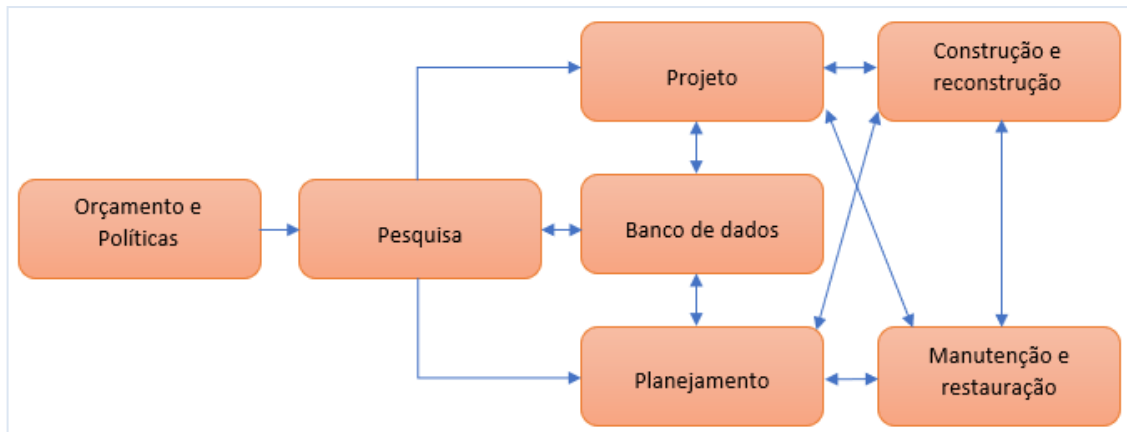 Projeto
Construção e
reconstrução
Orçamento e
Políticas
Pesquisa
Banco de dados
Planejamento
Manutenção e
restauração